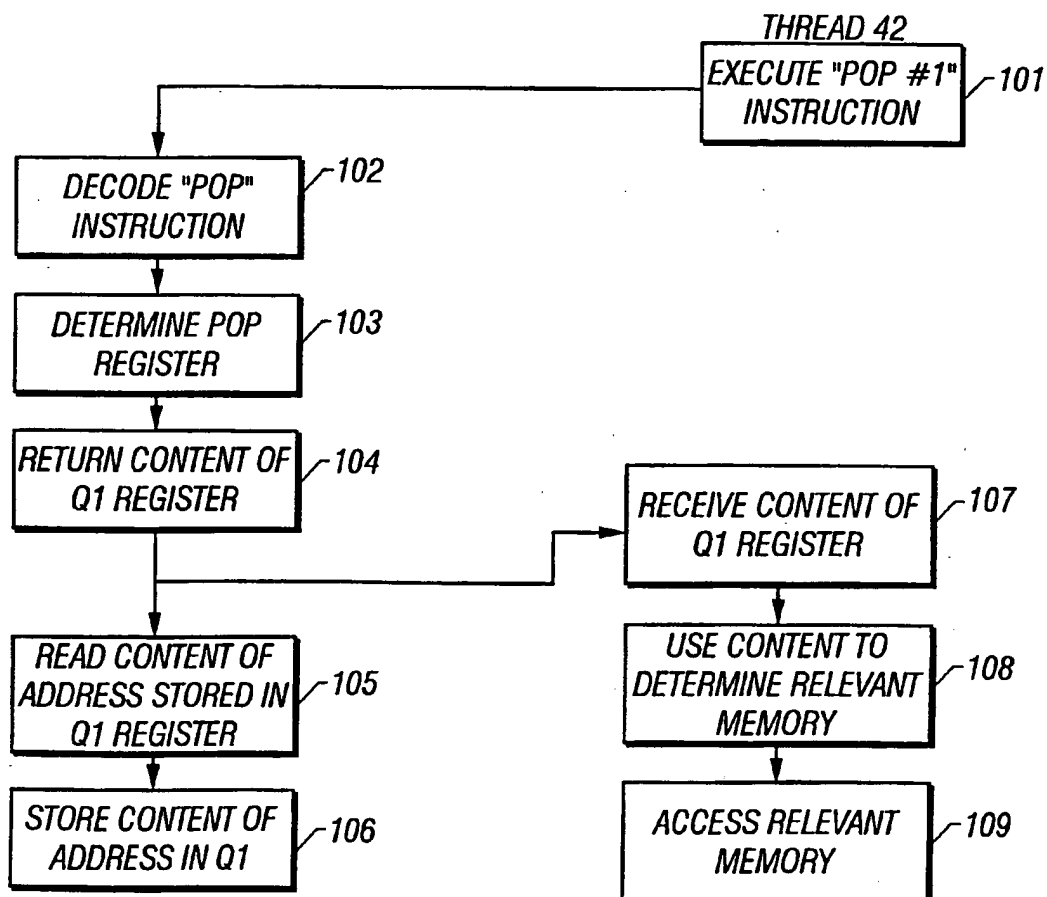 THREAD 42
EXECUTE "POP #1"
INSTRUCTION
101
DECODE "POP"
INSTRUCTION
102
DETERMINE POP
REGISTER
103
RETURN CONTENT OF
Q1 REGISTER
104
RECEIVE CONTENT OF
Q1 REGISTER
107
READ CONTENT OF
ADDRESS STORED IN
Q1 REGISTER
105
USE CONTENT TO
DETERMINE RELEVANT
MEMORY
108
STORE CONTENT OF
ADDRESS IN Q1
106
ACCESS RELEVANT
MEMORY
109